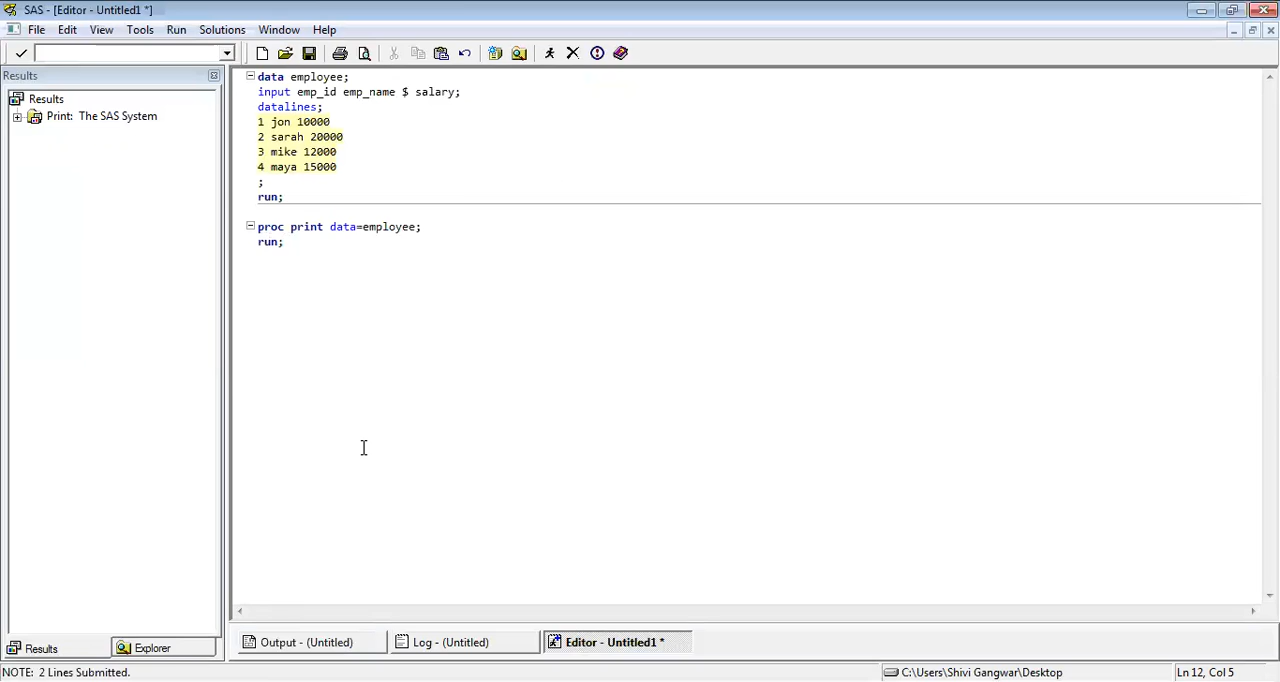 SAS - [Editor - Untitled1 *]
File Edit View Tools Run Solutions Window Help
Results
Results
Print: The SAS System
data employee;
input emp_id emp_name $ salary;
datalines;
1 jon 10000
2 sarah 20000
3 mike 12000
4 maya 15000
;
run;
proc print data=employee;
run;
Results
Explorer
Output - (Untitled)
Log - (Untitled)
Editor - Untitled1 *
NOTE: 2 Lines Submitted.
C:\Users\Shivi Gangwar\Desktop
Ln 12, Col 5